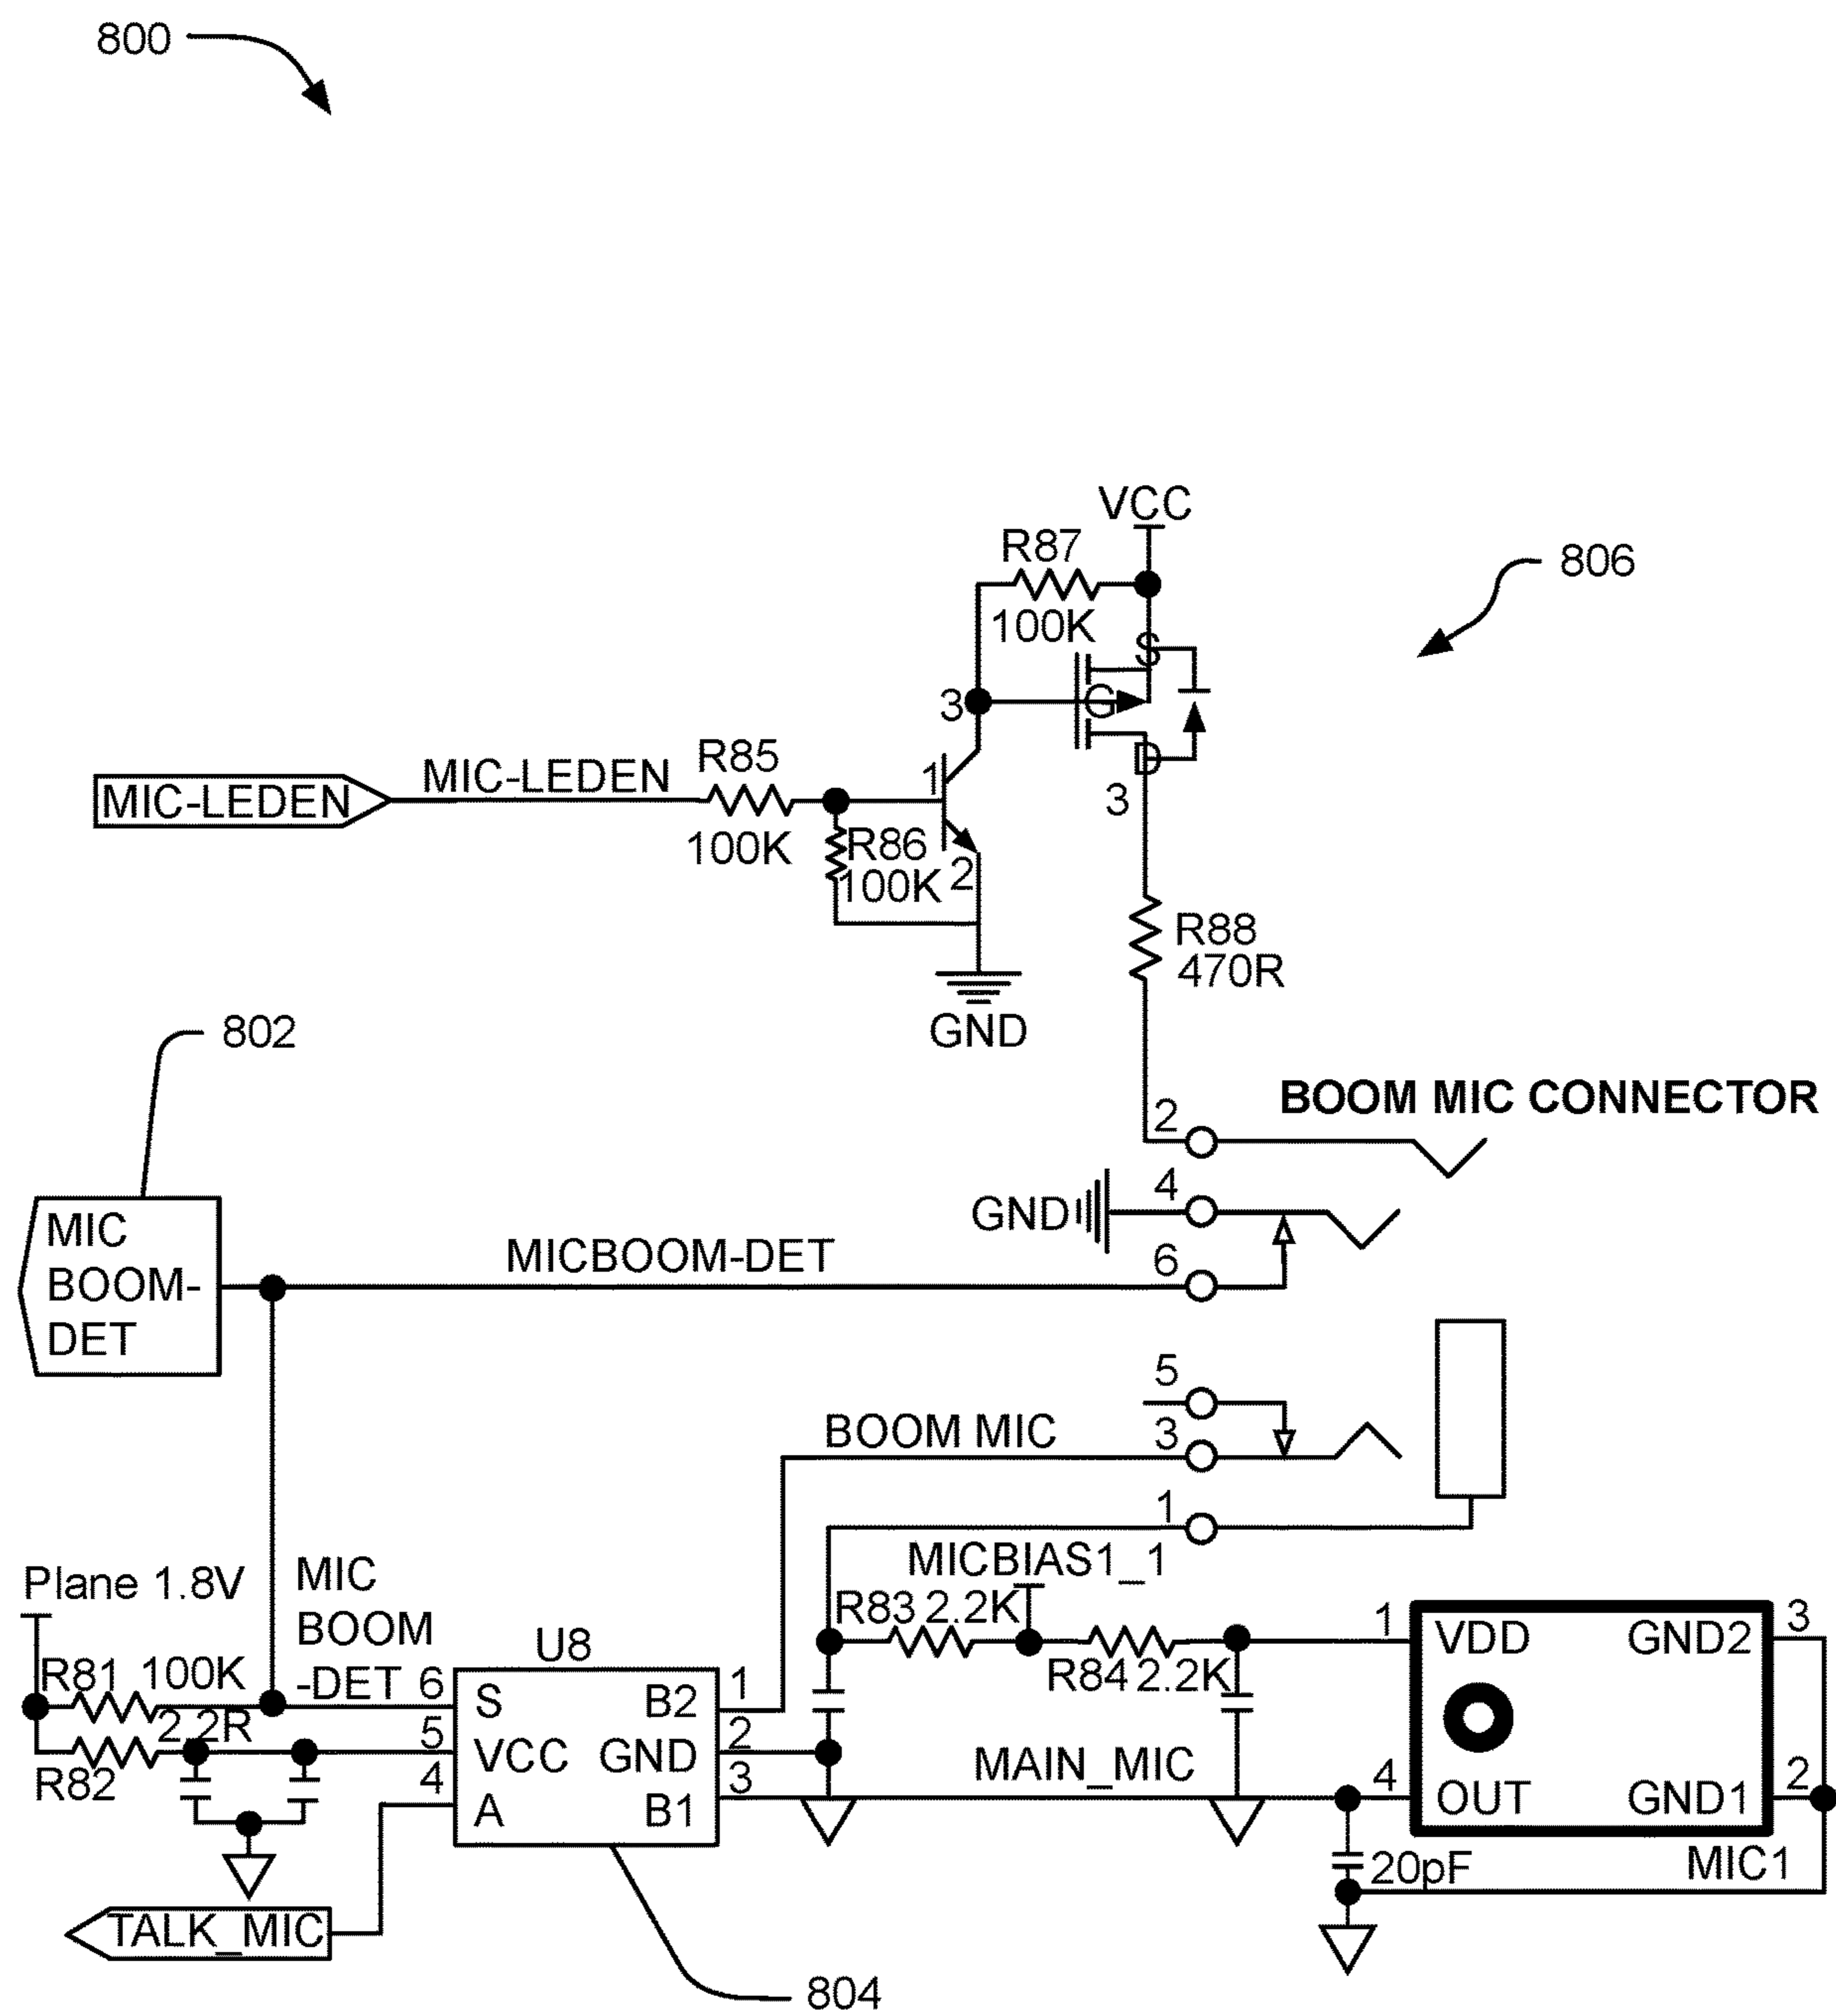 800
VCC
R87
806
100K
S
G
3
D
3
MIC-LEDEN
MIC-LEDEN
R85
1
100K
R86
100K
2
R88
470R
GND
802
BOOM MIC CONNECTOR
2
4
GND
MIC
BOOM-
DET
MICBOOM-DET
6
5
BOOM MIC
3
1
MICBIAS1_1
Plane 1.8V
MIC
BOOM
-DET
R83 2.2K
R84 2.2K
U8
R81 100K
6
S
B2
1
2.2R
5
VCC
GND
2
R82
4
A
B1
3
MAIN_MIC
1
VDD
GND2
3
4
OUT
GND1
2
20pF
MIC1
TALK_MIC
804